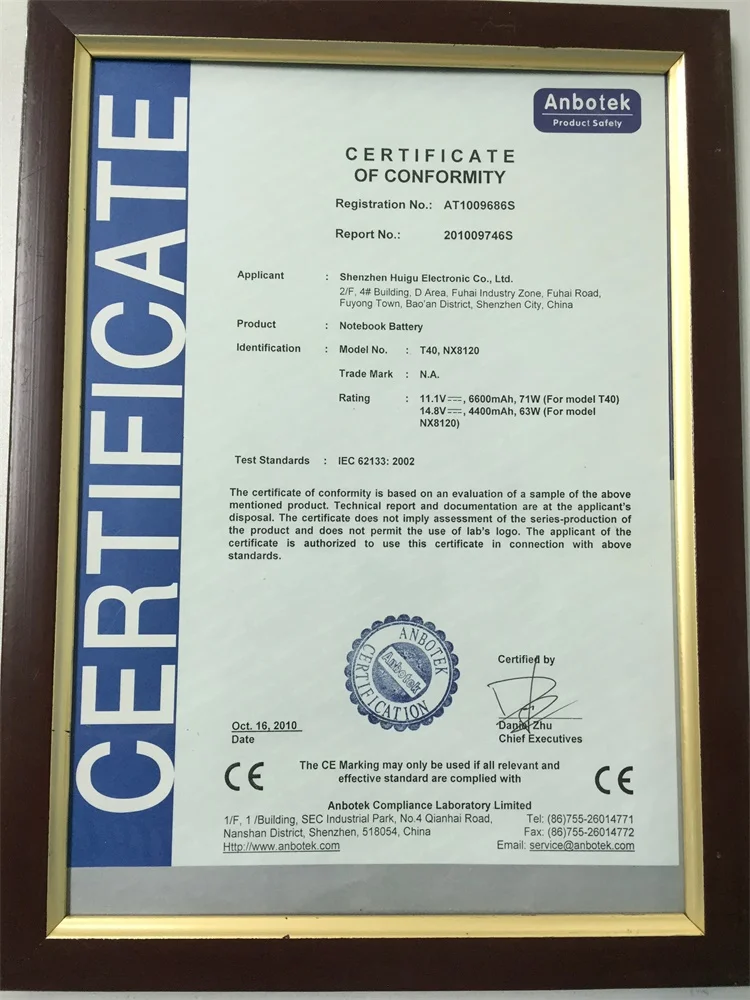 CERTIFICATE
Anbotek
Product Safety
CERTIFICATE
OF CONFORMITY
Registration No.: AT1009686S
Report No.: 201009746S
Applicant : Shenzhen Huigu Electronic Co., Ltd.
2/F, 4# Building, D Area, Fuhai Industry Zone, Fuhai Road,
Fuyong Town, Bao'an District, Shenzhen City, China
Product : Notebook Battery
Identification : Model No. : T40, NX8120
Trade Mark : N.A.
Rating : 11.1V⎓, 6600mAh, 71W (For model T40)
14.8V⎓, 4400mAh, 63W (For model
NX8120)
Test Standards : IEC 62133: 2002
The certificate of conformity is based on an evaluation of a sample of the above
mentioned product. Technical report and documentation are at the applicant's
disposal. The certificate does not imply assessment of the series-production of
the product and does not permit the use of lab's logo. The applicant of the
certificate is authorized to use this certificate in connection with above
standards.
ANBOTEK
Anbotek
CERTIFICATION
Certified by
Oct. 16, 2010
Daniel Zhu
Date
Chief Executives
CE
The CE Marking may only be used if all relevant and
effective standard are complied with
CE
Anbotek Compliance Laboratory Limited
1/F, 1 /Building, SEC Industrial Park, No.4 Qianhai Road, Tel: (86)755-26014771
Nanshan District, Shenzhen, 518054, China Fax: (86)755-26014772
Http://www.anbotek.com Email: service@anbotek.com